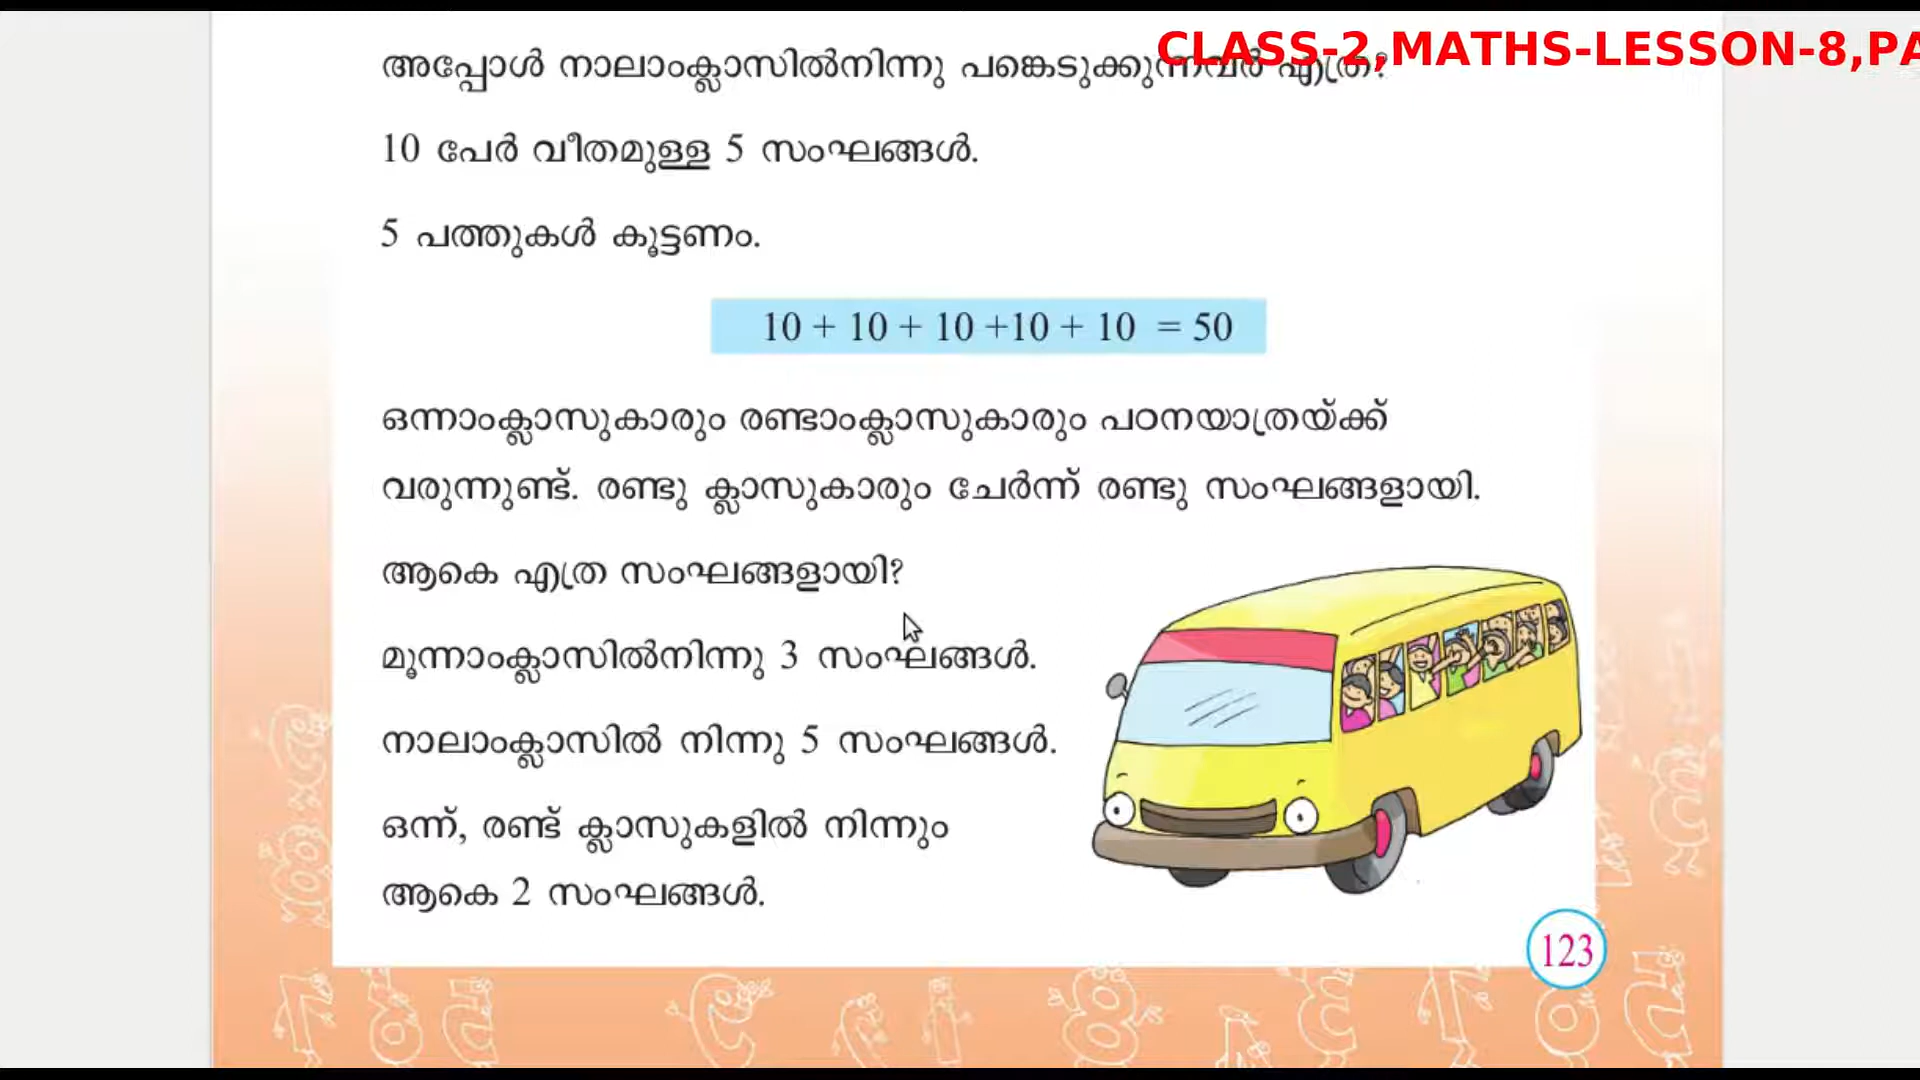 CLASS-2,MATHS-LESSON-8,PA
അപ്പോൾ നാലാംക്ലാസിൽനിന്നു പങ്കെടുക്കുന്നവർ എത്ര?
10 പേർ വീതമുള്ള 5 സംഘങ്ങൾ.
5 പത്തുകൾ കൂട്ടണം.
10 + 10 + 10 +10 + 10 = 50
ഒന്നാംക്ലാസുകാരും രണ്ടാംക്ലാസുകാരും പഠനയാത്രയ്ക്ക്
വരുന്നുണ്ട്. രണ്ടു ക്ലാസുകാരും ചേർന്ന് രണ്ടു സംഘങ്ങളായി.
ആകെ എത്ര സംഘങ്ങളായി?
മൂന്നാംക്ലാസിൽനിന്നു 3 സംഘങ്ങൾ.
നാലാംക്ലാസിൽ നിന്നു 5 സംഘങ്ങൾ.
ഒന്ന്, രണ്ട് ക്ലാസുകളിൽ നിന്നും
ആകെ 2 സംഘങ്ങൾ.
123